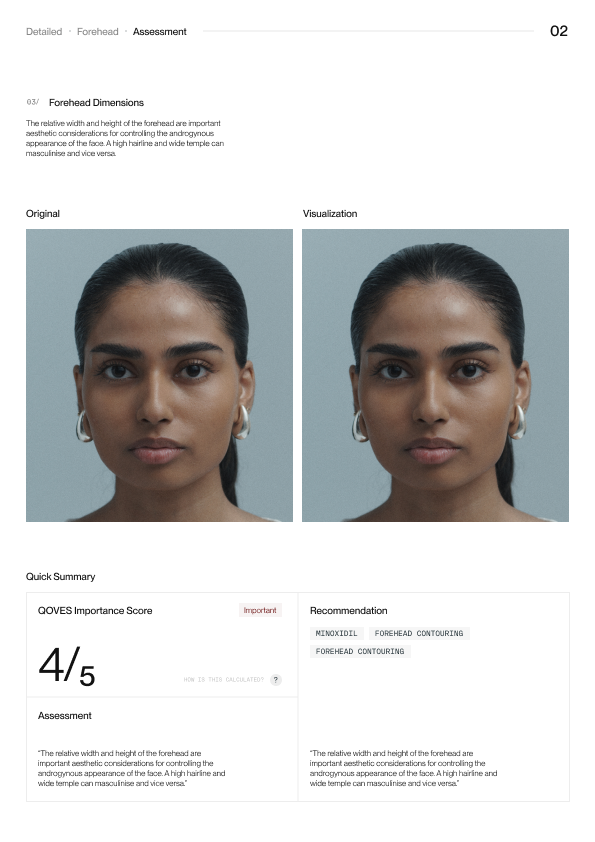 Detailed · Forehead · Assessment 02
03/ Forehead Dimensions
The relative width and height of the forehead are important
aesthetic considerations for controlling the androgynous
appearance of the face. A high hairline and wide temple can
masculinise and vice versa.
Original
Visualization
Quick Summary
QOVES Importance Score
Important
4/5
HOW IS THIS CALCULATED? ?
Assessment
"The relative width and height of the forehead are
important aesthetic considerations for controlling the
androgynous appearance of the face. A high hairline and
wide temple can masculinise and vice versa."
Recommendation
MINOXIDIL
FOREHEAD CONTOURING
FOREHEAD CONTOURING
"The relative width and height of the forehead are
important aesthetic considerations for controlling the
androgynous appearance of the face. A high hairline and
wide temple can masculinise and vice versa."